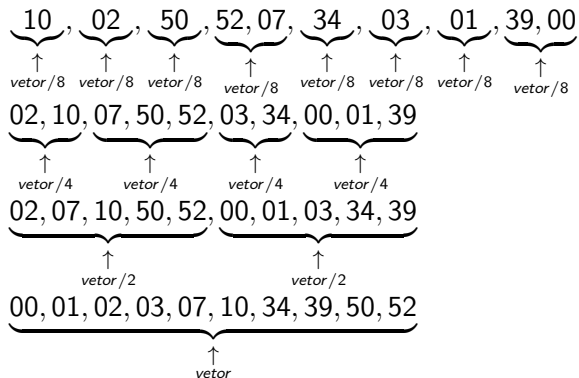 10, 02, 50, 52, 07, 34, 03, 01, 39, 00
↑ ↑ ↑ ↑ ↑ ↑ ↑ ↑
vetor/8 vetor/8 vetor/8 vetor/8 vetor/8 vetor/8 vetor/8 vetor/8
02, 10, 07, 50, 52, 03, 34, 00, 01, 39
↑ ↑ ↑ ↑
vetor/4 vetor/4 vetor/4 vetor/4
02, 07, 10, 50, 52, 00, 01, 03, 34, 39
↑ ↑
vetor/2 vetor/2
00, 01, 02, 03, 07, 10, 34, 39, 50, 52
↑
vetor